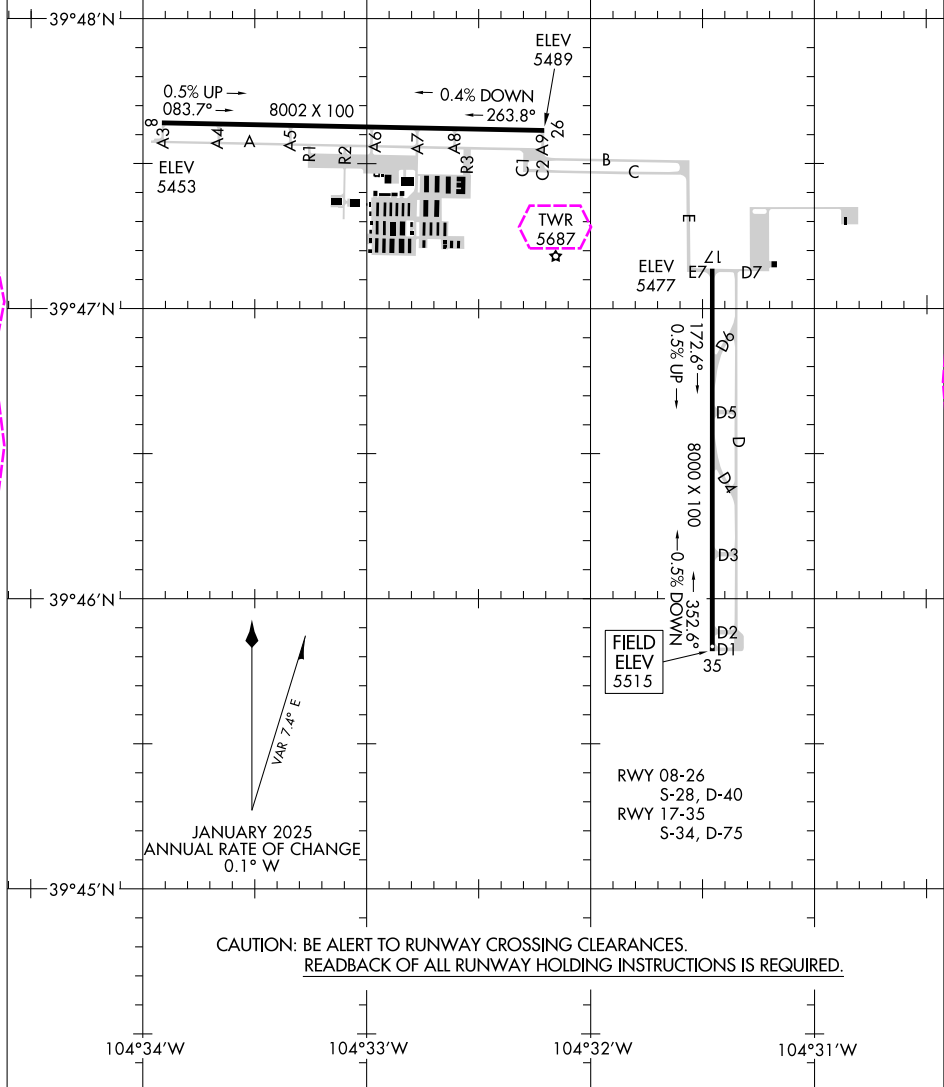 39°48'N
ELEV
5489
0.5% UP →
083.7° →
8002 X 100
← 0.4% DOWN
← 263.8°
8
26
A3
A4
A
A5
R1
R2
A6
A7
A8
R3
A9
C1
C2
B
C
ELEV
5453
TWR
5687
E
ELEV
5477
E7
17
D7
39°47'N
172.6° →
0.5% UP →
D6
D5
D
8000 X 100
D4
D3
← 352.6°
← 0.5% DOWN
39°46'N
D2
D1
35
FIELD
ELEV
5515
VAR 7.4° E
JANUARY 2025
ANNUAL RATE OF CHANGE
0.1° W
RWY 08-26
S-28, D-40
RWY 17-35
S-34, D-75
39°45'N
CAUTION: BE ALERT TO RUNWAY CROSSING CLEARANCES.
READBACK OF ALL RUNWAY HOLDING INSTRUCTIONS IS REQUIRED.
104°34'W
104°33'W
104°32'W
104°31'W